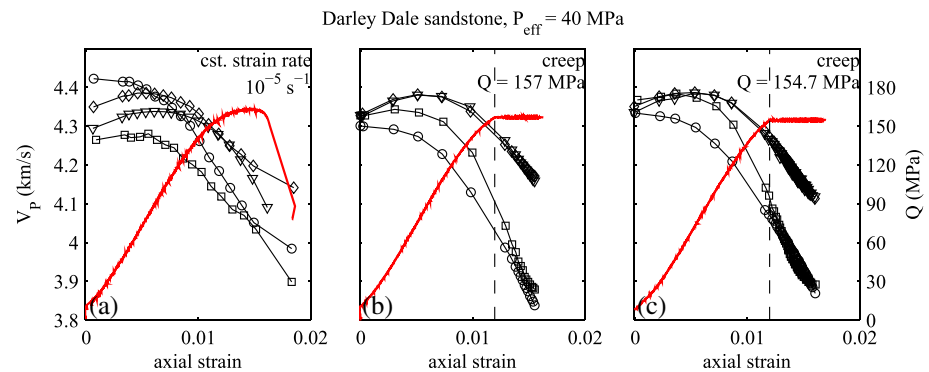 Darley Dale sandstone, Peff = 40 MPa
cst. strain rate
10−5 s−1
creep
Q = 157 MPa
creep
Q = 154.7 MPa
4.4
4.3
4.2
4.1
4
3.9
3.8
VP (km/s)
(a)
(b)
(c)
180
150
120
90
60
30
0
Q (MPa)
0 0.01 0.02
0 0.01 0.02
0 0.01 0.02
axial strain
axial strain
axial strain